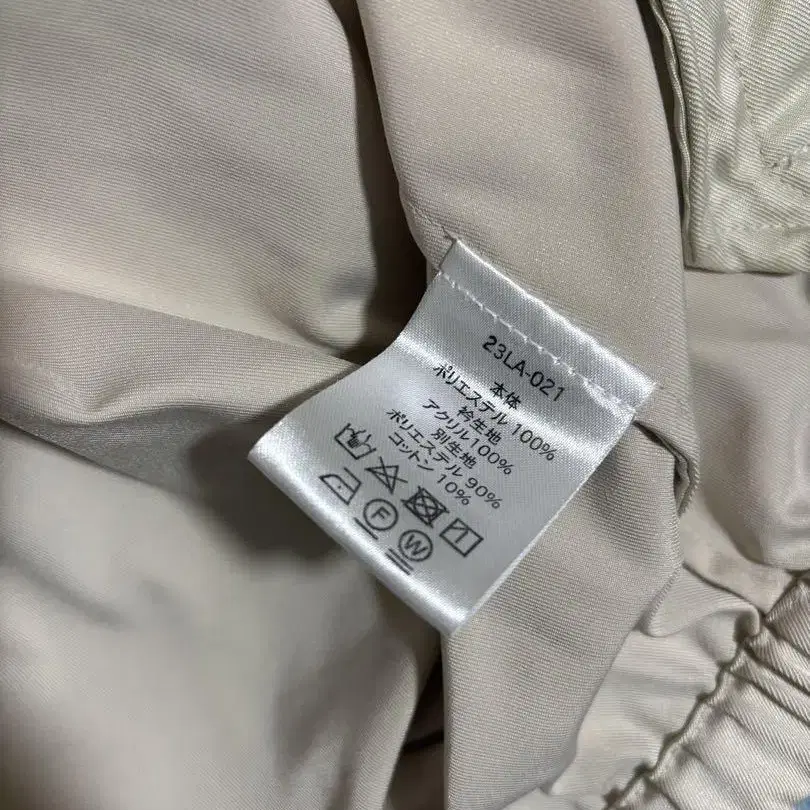 23LA-021
本体
ポリエステル 100%
衿生地
アクリル100%
別生地
ポリエステル 90%
コットン 10%
F
W